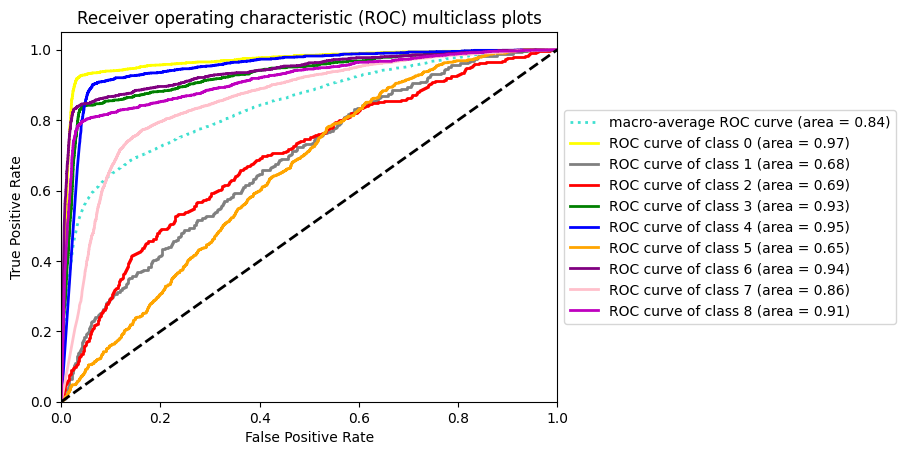 Receiver operating characteristic (ROC) multiclass plots
True Positive Rate
1.0
0.8
0.6
0.4
0.2
0.0
0.0 0.2 0.4 0.6 0.8 1.0
False Positive Rate
macro-average ROC curve (area = 0.84)
ROC curve of class 0 (area = 0.97)
ROC curve of class 1 (area = 0.68)
ROC curve of class 2 (area = 0.69)
ROC curve of class 3 (area = 0.93)
ROC curve of class 4 (area = 0.95)
ROC curve of class 5 (area = 0.65)
ROC curve of class 6 (area = 0.94)
ROC curve of class 7 (area = 0.86)
ROC curve of class 8 (area = 0.91)